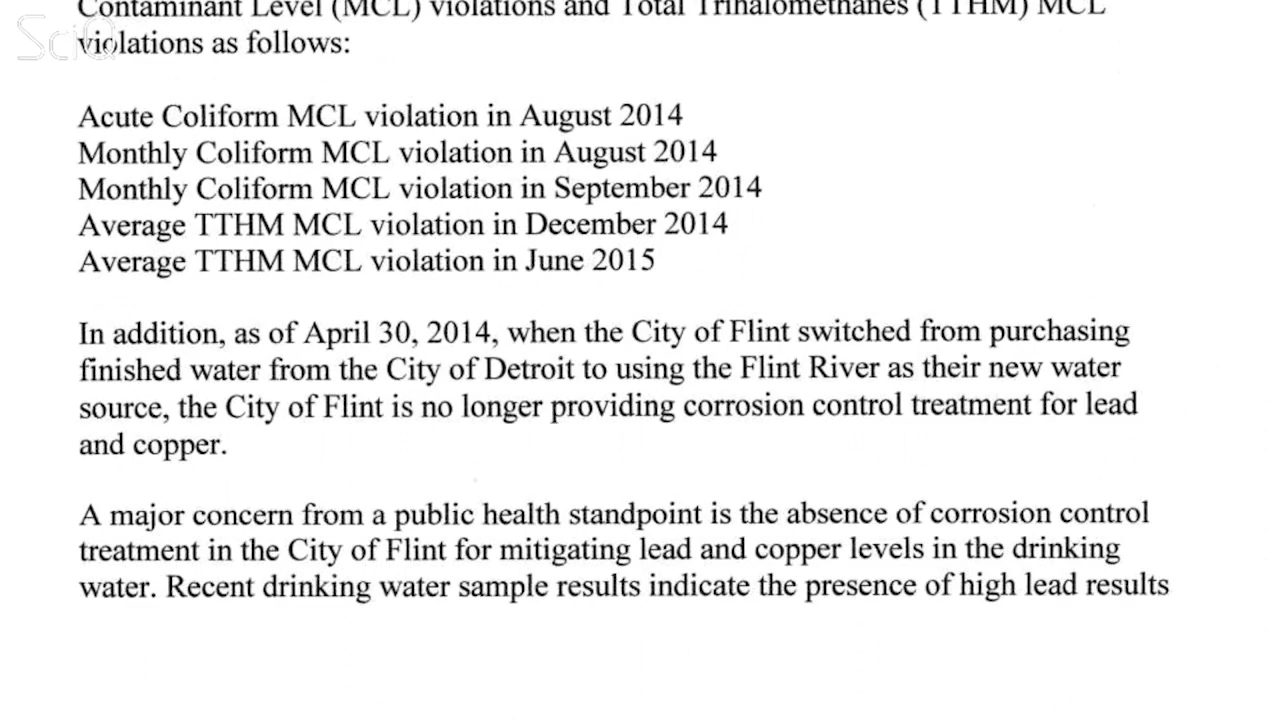 Contaminant Level (MCL) violations and Total Trihalomethanes (TTHM) MCL
violations as follows:
SciQ
Acute Coliform MCL violation in August 2014
Monthly Coliform MCL violation in August 2014
Monthly Coliform MCL violation in September 2014
Average TTHM MCL violation in December 2014
Average TTHM MCL violation in June 2015
In addition, as of April 30, 2014, when the City of Flint switched from purchasing
finished water from the City of Detroit to using the Flint River as their new water
source, the City of Flint is no longer providing corrosion control treatment for lead
and copper.
A major concern from a public health standpoint is the absence of corrosion control
treatment in the City of Flint for mitigating lead and copper levels in the drinking
water. Recent drinking water sample results indicate the presence of high lead results